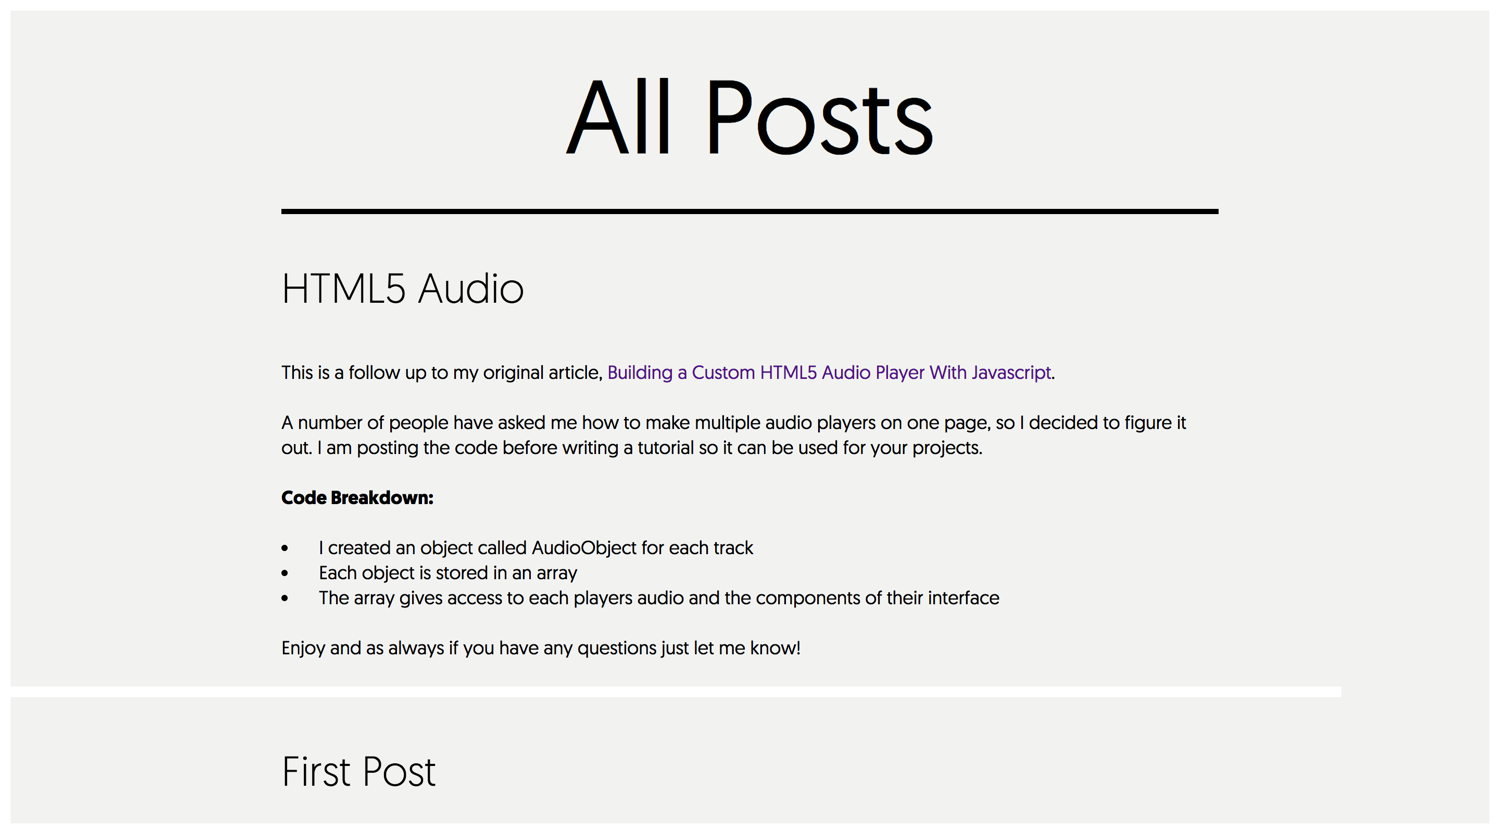 All Posts
HTML5 Audio
This is a follow up to my original article, Building a Custom HTML5 Audio Player With Javascript.
A number of people have asked me how to make multiple audio players on one page, so I decided to figure it
out. I am posting the code before writing a tutorial so it can be used for your projects.
Code Breakdown:
• I created an object called AudioObject for each track
• Each object is stored in an array
• The array gives access to each players audio and the components of their interface
Enjoy and as always if you have any questions just let me know!
First Post